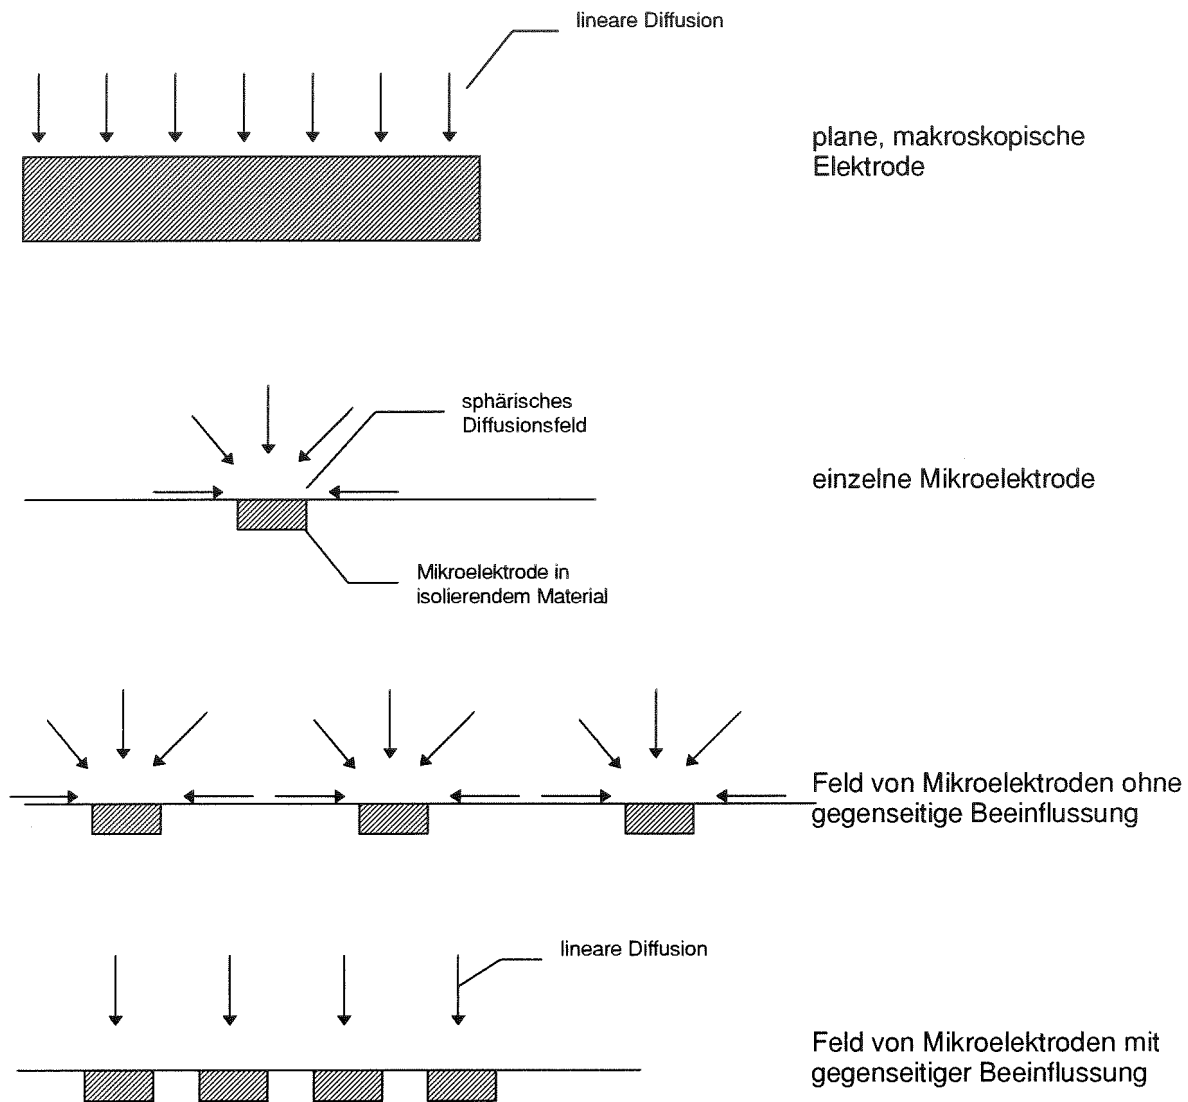 lineare Diffusion
plane, makroskopische
Elektrode
sphärisches
Diffusionsfeld
einzelne Mikroelektrode
Mikroelektrode in
isolierendem Material
Feld von Mikroelektroden ohne
gegenseitige Beeinflussung
lineare Diffusion
Feld von Mikroelektroden mit
gegenseitiger Beeinflussung